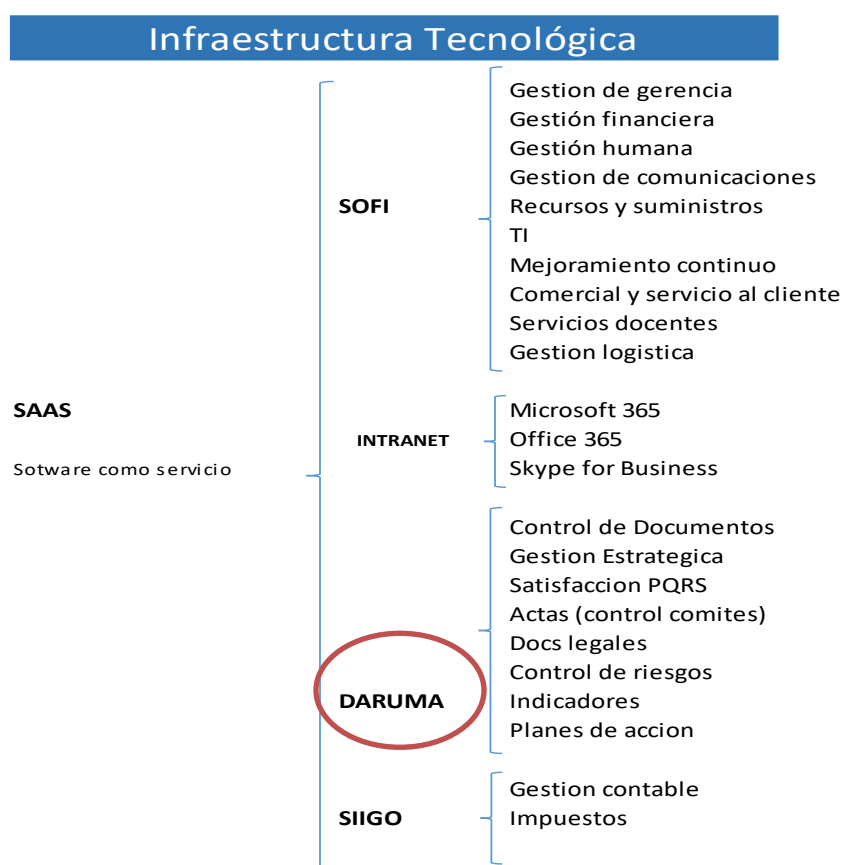 Infraestructura Tecnológica
SAAS
Sotware como servicio
SOFI
Gestion de gerencia
Gestión financiera
Gestión humana
Gestion de comunicaciones
Recursos y suministros
TI
Mejoramiento continuo
Comercial y servicio al cliente
Servicios docentes
Gestion logistica
INTRANET
Microsoft 365
Office 365
Skype for Business
DARUMA
Control de Documentos
Gestion Estrategica
Satisfaccion PQRS
Actas (control comites)
Docs legales
Control de riesgos
Indicadores
Planes de accion
SIIGO
Gestion contable
Impuestos